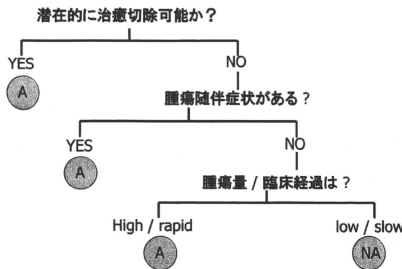 潜在的に治癒切除可能か？
YES
NO
A
腫瘍随伴症状がある？
YES
NO
A
腫瘍量 / 臨床経過は？
High / rapid
low / slow
A
NA